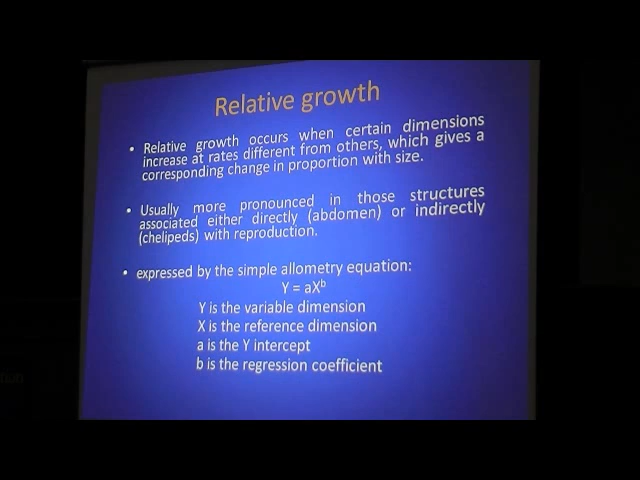 Relative growth
• Relative growth occurs when certain dimensions
increase at rates different from others, which gives a
corresponding change in proportion with size.
• Usually more pronounced in those structures
associated either directly (abdomen) or indirectly
(chelipeds) with reproduction.
• expressed by the simple allometry equation:
Y = aXᵇ
Y is the variable dimension
X is the reference dimension
a is the Y intercept
b is the regression coefficient